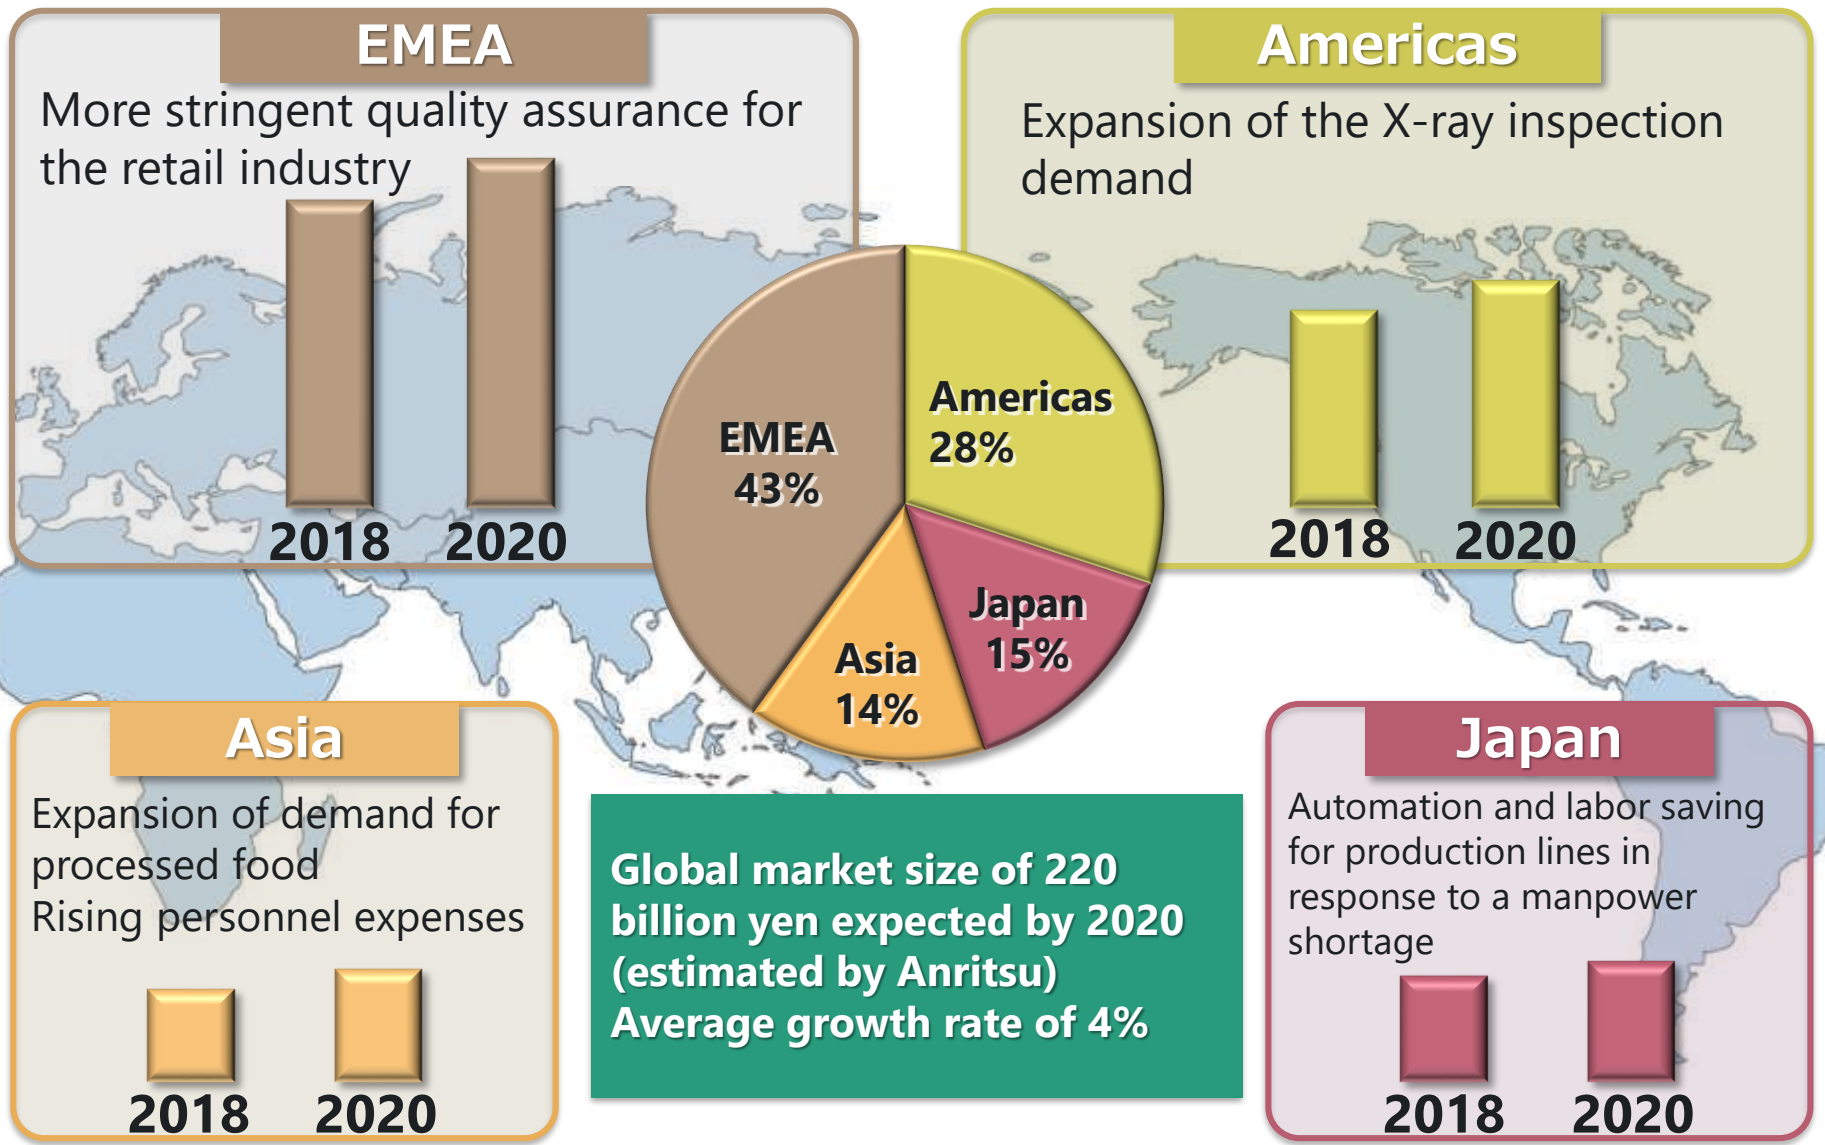 EMEA
More stringent quality assurance for
the retail industry
2018 2020
Americas
Expansion of the X-ray inspection
demand
2018 2020
EMEA
43%
Americas
28%
Japan
15%
Asia
14%
Asia
Expansion of demand for
processed food
Rising personnel expenses
2018 2020
Global market size of 220
billion yen expected by 2020
(estimated by Anritsu)
Average growth rate of 4%
Japan
Automation and labor saving
for production lines in
response to a manpower
shortage
2018 2020